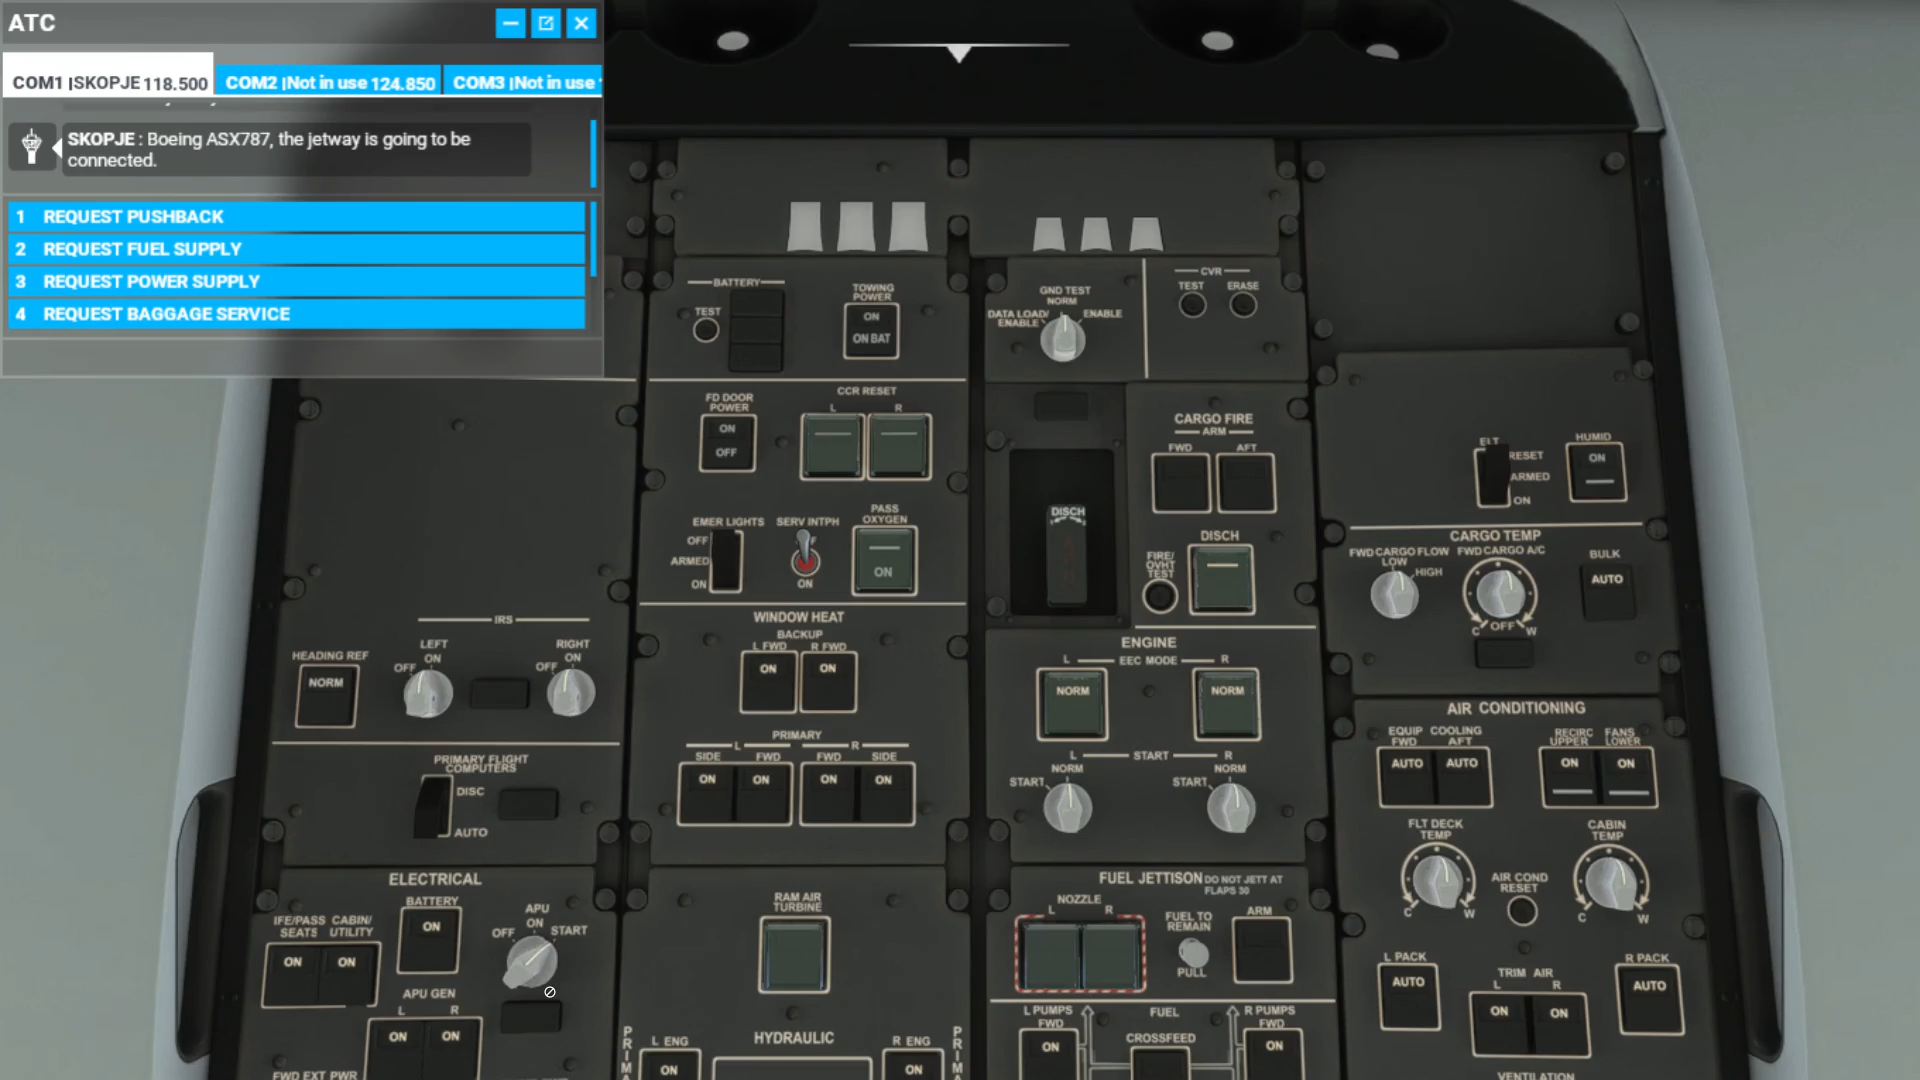 ATC
COM1 |SKOPJE 118.500
COM2 |Not in use 124.850
COM3 |Not in use
SKOPJE : Boeing ASX787, the jetway is going to be
connected.
1 REQUEST PUSHBACK
2 REQUEST FUEL SUPPLY
3 REQUEST POWER SUPPLY
4 REQUEST BAGGAGE SERVICE
BATTERY
TEST
TOWING
POWER
ON
ON BAT
GND TEST
NORM
DATA LOAD/
ENABLE
ENABLE
CVR
TEST ERASE
FD DOOR
POWER
ON
OFF
CCR RESET
L R
CARGO FIRE
ARM
FWD AFT
DISCH
FIRE/
OVHT
TEST
DISCH
ELT
RESET
ARMED
ON
HUMID
ON
EMER LIGHTS
OFF
ARMED
ON
SERV INTPH
ON
PASS
OXYGEN
ON
CARGO TEMP
FWD CARGO FLOW
LOW
HIGH
FWD CARGO A/C
C OFF W
BULK
AUTO
IRS
HEADING REF
NORM
LEFT
ON
OFF
RIGHT
ON
OFF
WINDOW HEAT
BACKUP
L FWD R FWD
ON ON
PRIMARY
L R
SIDE FWD FWD SIDE
ON ON ON ON
ENGINE
L EEC MODE R
NORM NORM
L START R
NORM NORM
START START
PRIMARY FLIGHT
COMPUTERS
DISC
AUTO
AIR CONDITIONING
EQUIP COOLING
FWD AFT
AUTO AUTO
RECIRC FANS
UPPER LOWER
ON ON
FLT DECK
TEMP
C W
AIR COND
RESET
CABIN
TEMP
C W
ELECTRICAL
IFE/PASS
SEATS
ON
CABIN/
UTILITY
ON
BATTERY
ON
APU
ON
OFF START
APU GEN
L R
ON ON
FWD EXT PWR
RAM AIR
TURBINE
HYDRAULIC
L ENG
ON
R ENG
ON
FUEL JETTISON
DO NOT JETT AT
FLAPS 30
NOZZLE
L R
FUEL TO
REMAIN
PULL
ARM
L PUMPS
FWD
ON
FUEL
CROSSFEED
R PUMPS
FWD
ON
L PACK
AUTO
TRIM AIR
L R
ON ON
R PACK
AUTO
VENTILATION